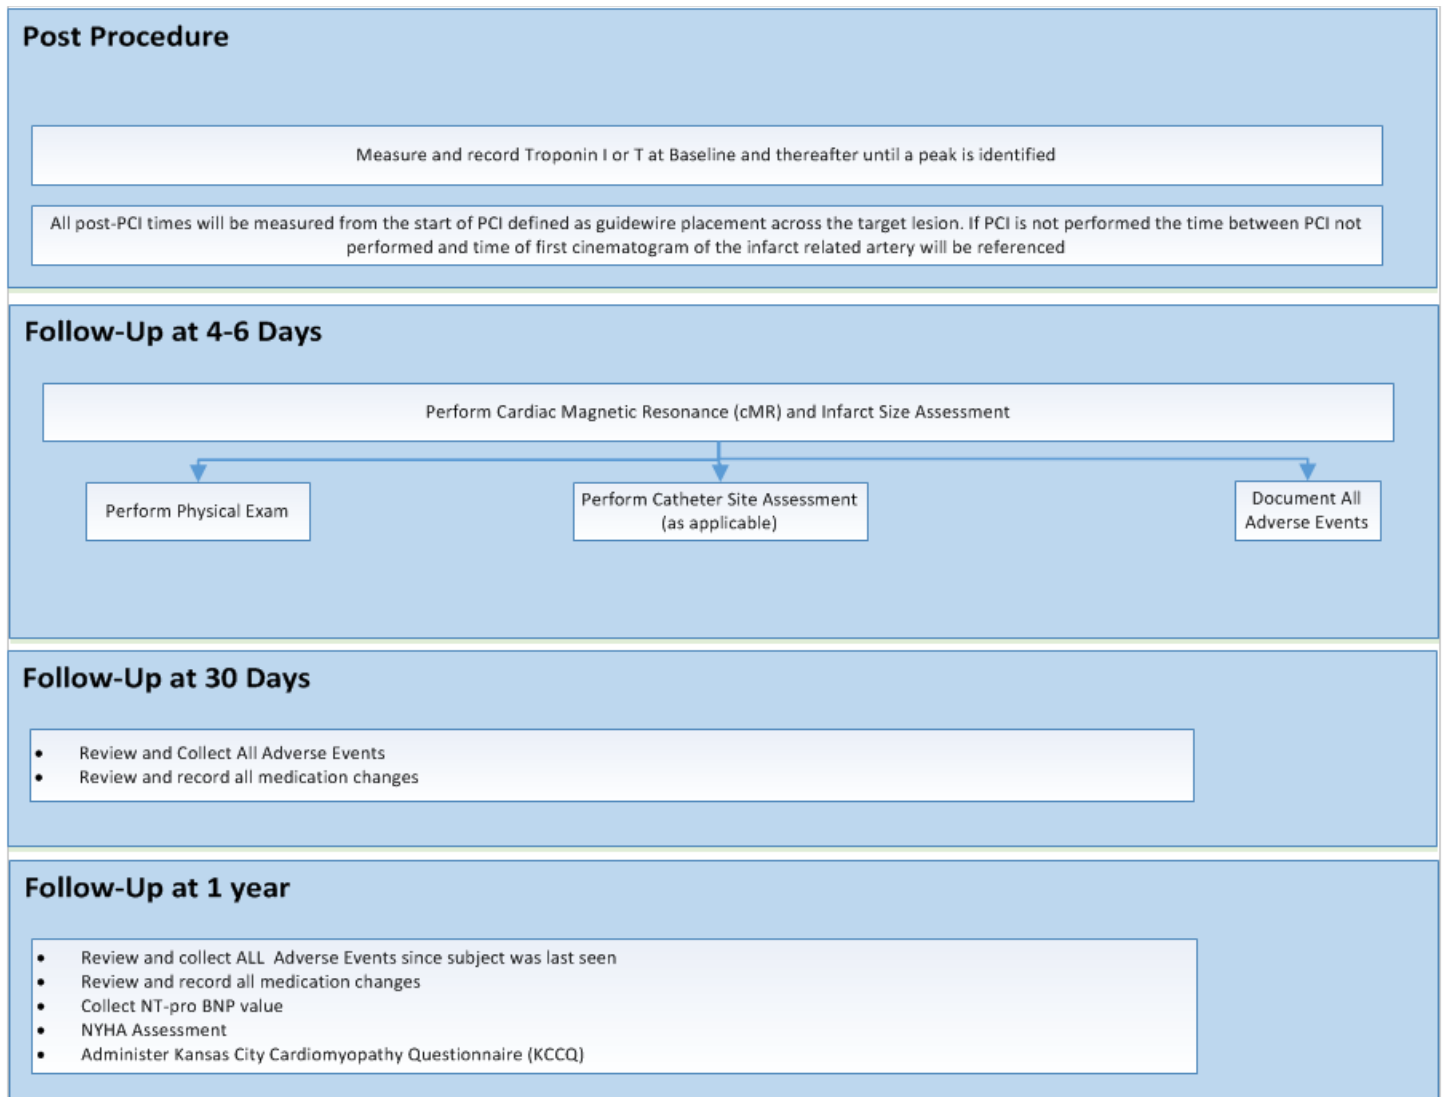 Post Procedure
Measure and record Troponin I or T at Baseline and thereafter until a peak is identified
All post-PCI times will be measured from the start of PCI defined as guidewire placement across the target lesion. If PCI is not performed the time between PCI not
performed and time of first cinematogram of the infarct related artery will be referenced
Follow-Up at 4-6 Days
Perform Cardiac Magnetic Resonance (cMR) and Infarct Size Assessment
Perform Physical Exam
Perform Catheter Site Assessment
(as applicable)
Document All
Adverse Events
Follow-Up at 30 Days
• Review and Collect All Adverse Events
• Review and record all medication changes
Follow-Up at 1 year
• Review and collect ALL  Adverse Events since subject was last seen
• Review and record all medication changes
• Collect NT-pro BNP value
• NYHA Assessment
• Administer Kansas City Cardiomyopathy Questionnaire (KCCQ)